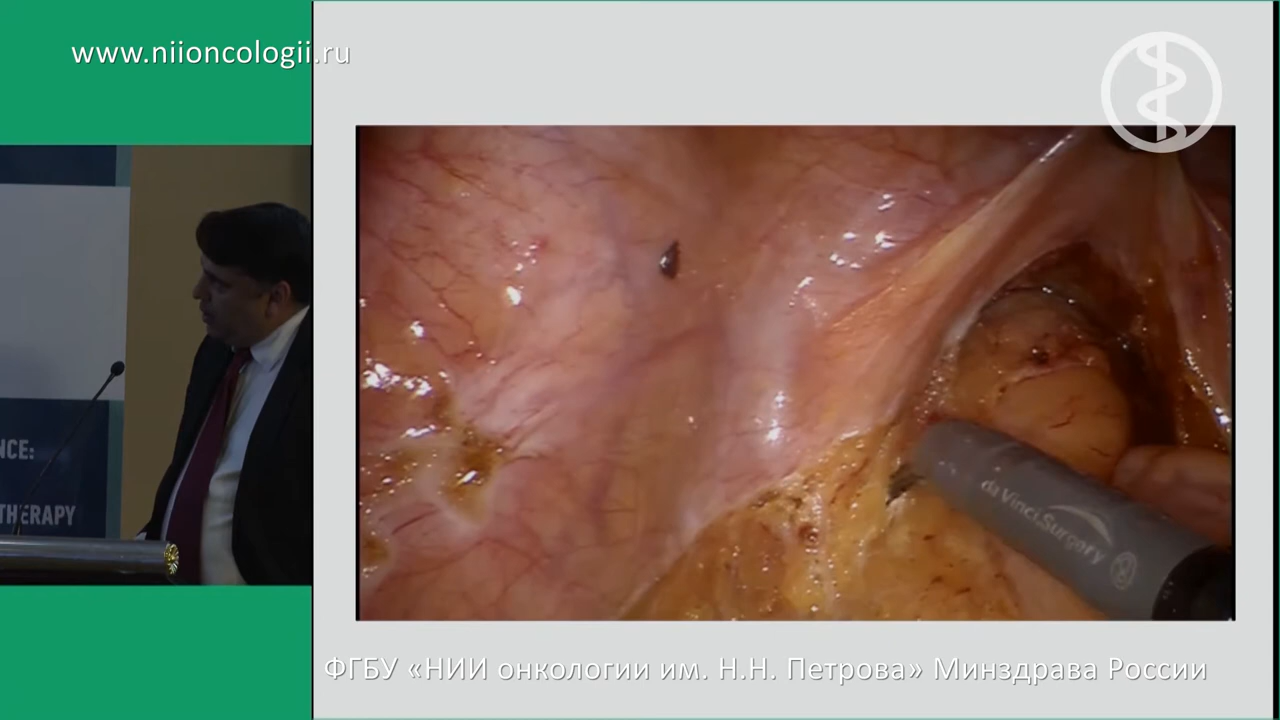 www.niioncologii.ru
NCE:
THERAPY
da Vinci.Surgery
ФГБУ «НИИ онкологии им. Н.Н. Петрова» Минздрава России